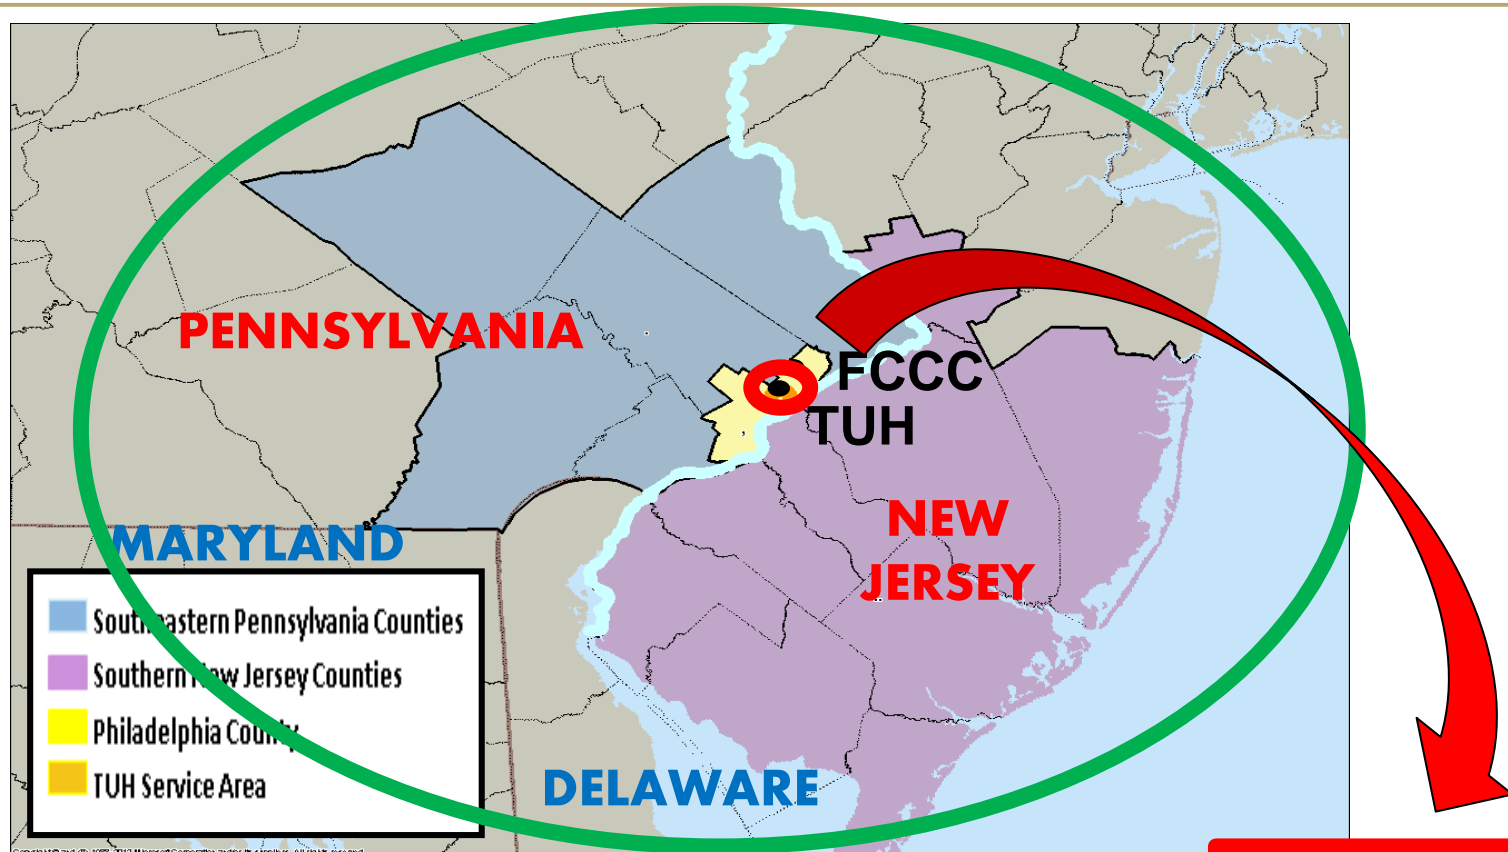 PENNSYLVANIA
FCCC
TUH
NEW
JERSEY
MARYLAND
Southeastern Pennsylvania Counties
Southern New Jersey Counties
Philadelphia County
TUH Service Area
DELAWARE